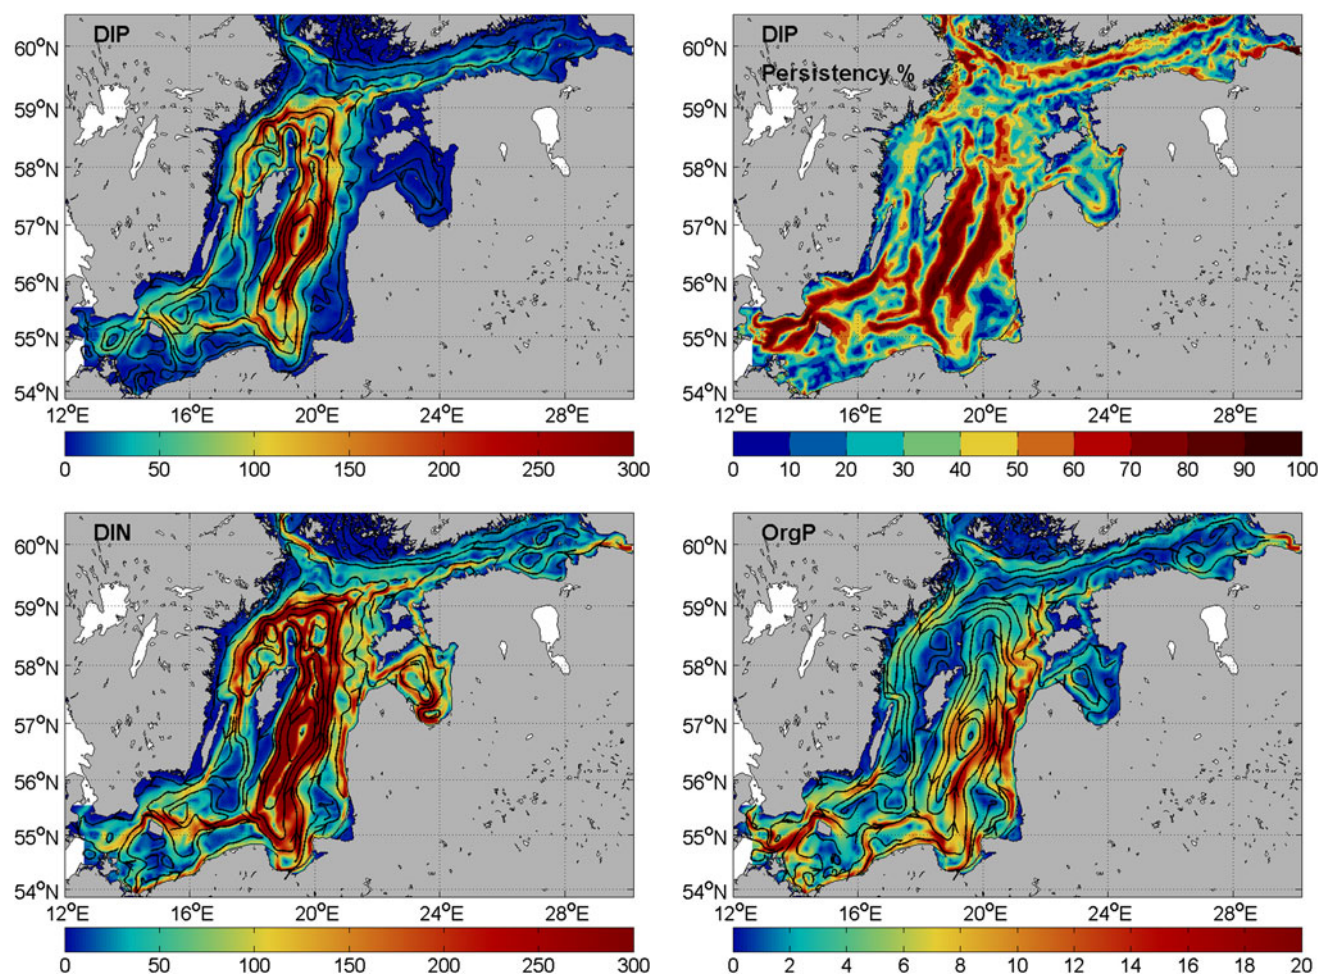 DIP
60°N
59°N
58°N
57°N
56°N
55°N
54°N
12°E 16°E 20°E 24°E 28°E
0 50 100 150 200 250 300
DIP
Persistency %
60°N
59°N
58°N
57°N
56°N
55°N
54°N
12°E 16°E 20°E 24°E 28°E
0 10 20 30 40 50 60 70 80 90 100
DIN
60°N
59°N
58°N
57°N
56°N
55°N
54°N
12°E 16°E 20°E 24°E 28°E
0 50 100 150 200 250 300
OrgP
60°N
59°N
58°N
57°N
56°N
55°N
54°N
12°E 16°E 20°E 24°E 28°E
0 2 4 6 8 10 12 14 16 18 20